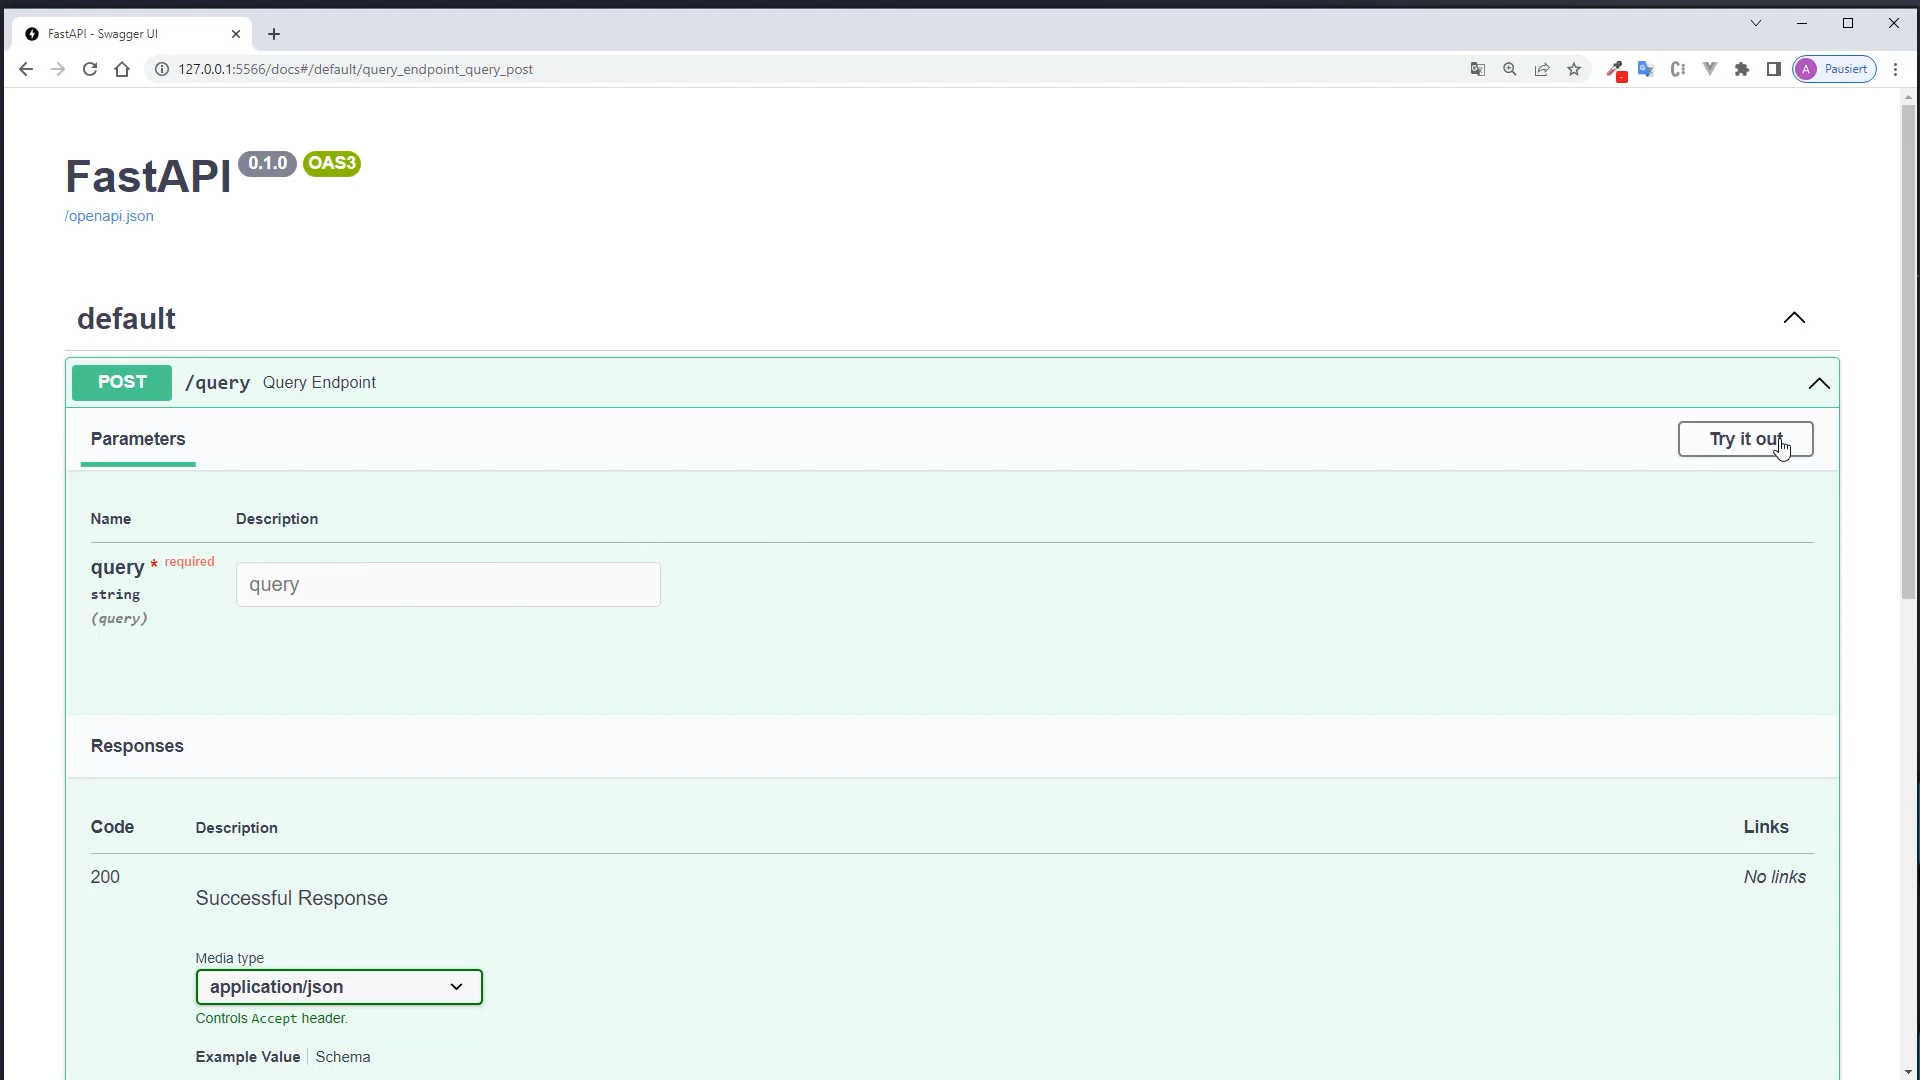 FastAPI - Swagger UI
127.0.0.1:5566/docs#/default/query_endpoint_query_post
A Pausiert
FastAPI 0.1.0 OAS3
/openapi.json
default
POST /query Query Endpoint
Parameters
Try it out
Name Description
query * required
string
(query)
query
Responses
Code Description Links
200
Successful Response
No links
Media type
application/json
Controls Accept header.
Example Value Schema